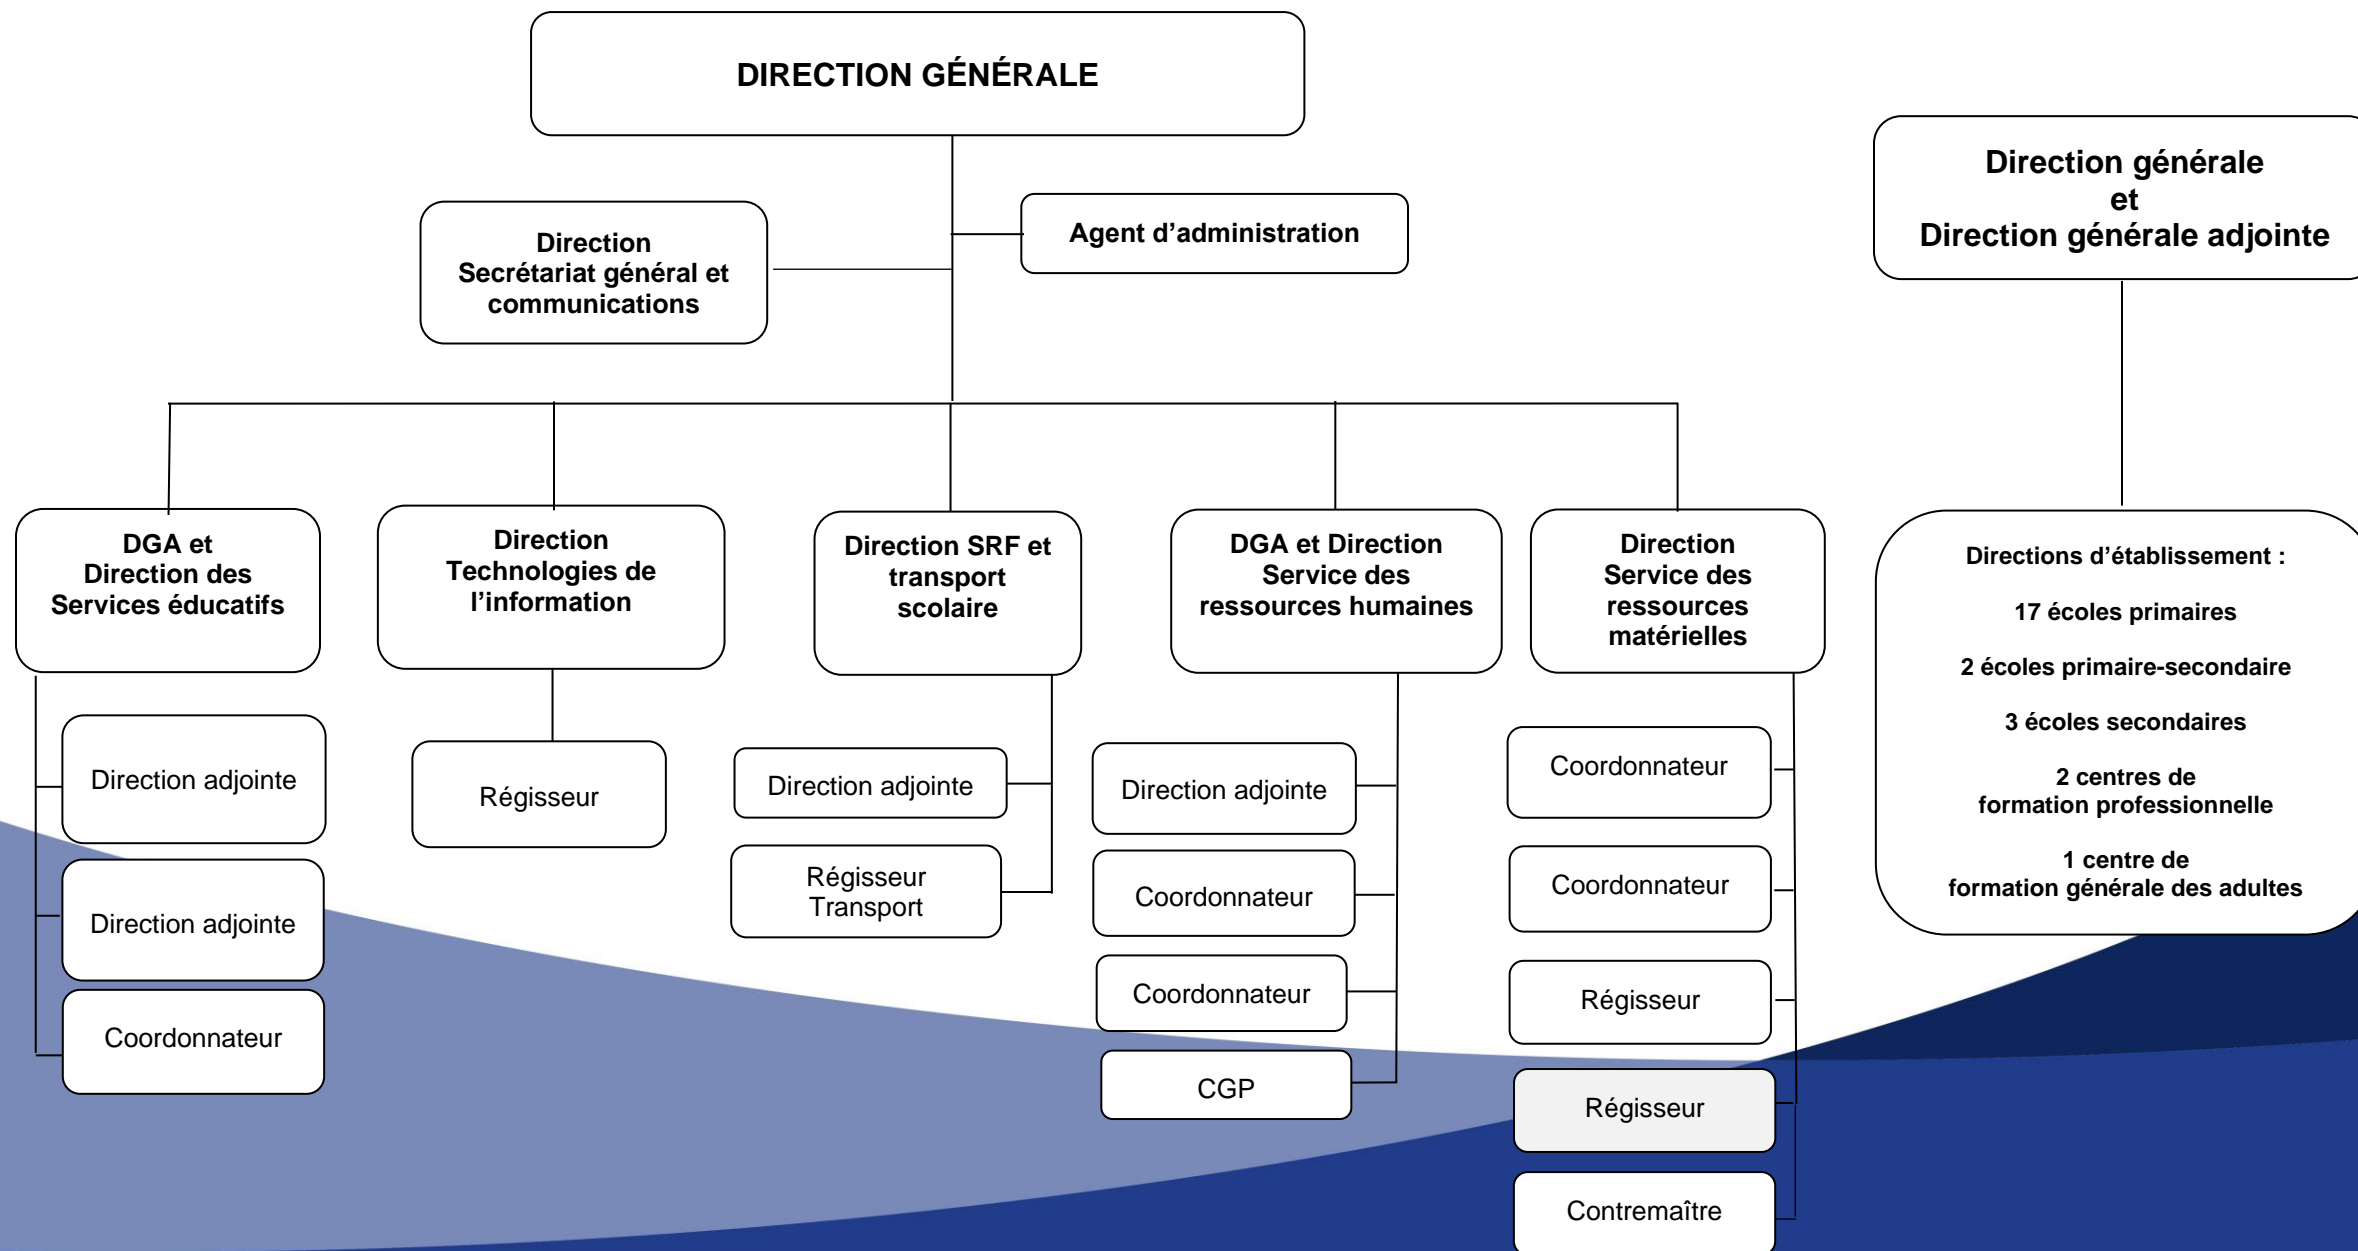 DIRECTION GÉNÉRALE
Direction
Secrétariat général et
communications
Agent d’administration
Direction générale
et
Direction générale adjointe
DGA et
Direction des
Services éducatifs
Direction adjointe
Direction adjointe
Coordonnateur
Direction
Technologies de
l’information
Régisseur
Direction SRF et
transport
scolaire
Direction adjointe
Régisseur
Transport
DGA et Direction
Service des
ressources humaines
Direction adjointe
Coordonnateur
Coordonnateur
CGP
Direction
Service des
ressources
matérielles
Coordonnateur
Coordonnateur
Régisseur
Régisseur
Contremaître
Directions d’établissement :
17 écoles primaires
2 écoles primaire-secondaire
3 écoles secondaires
2 centres de
formation professionnelle
1 centre de
formation générale des adultes